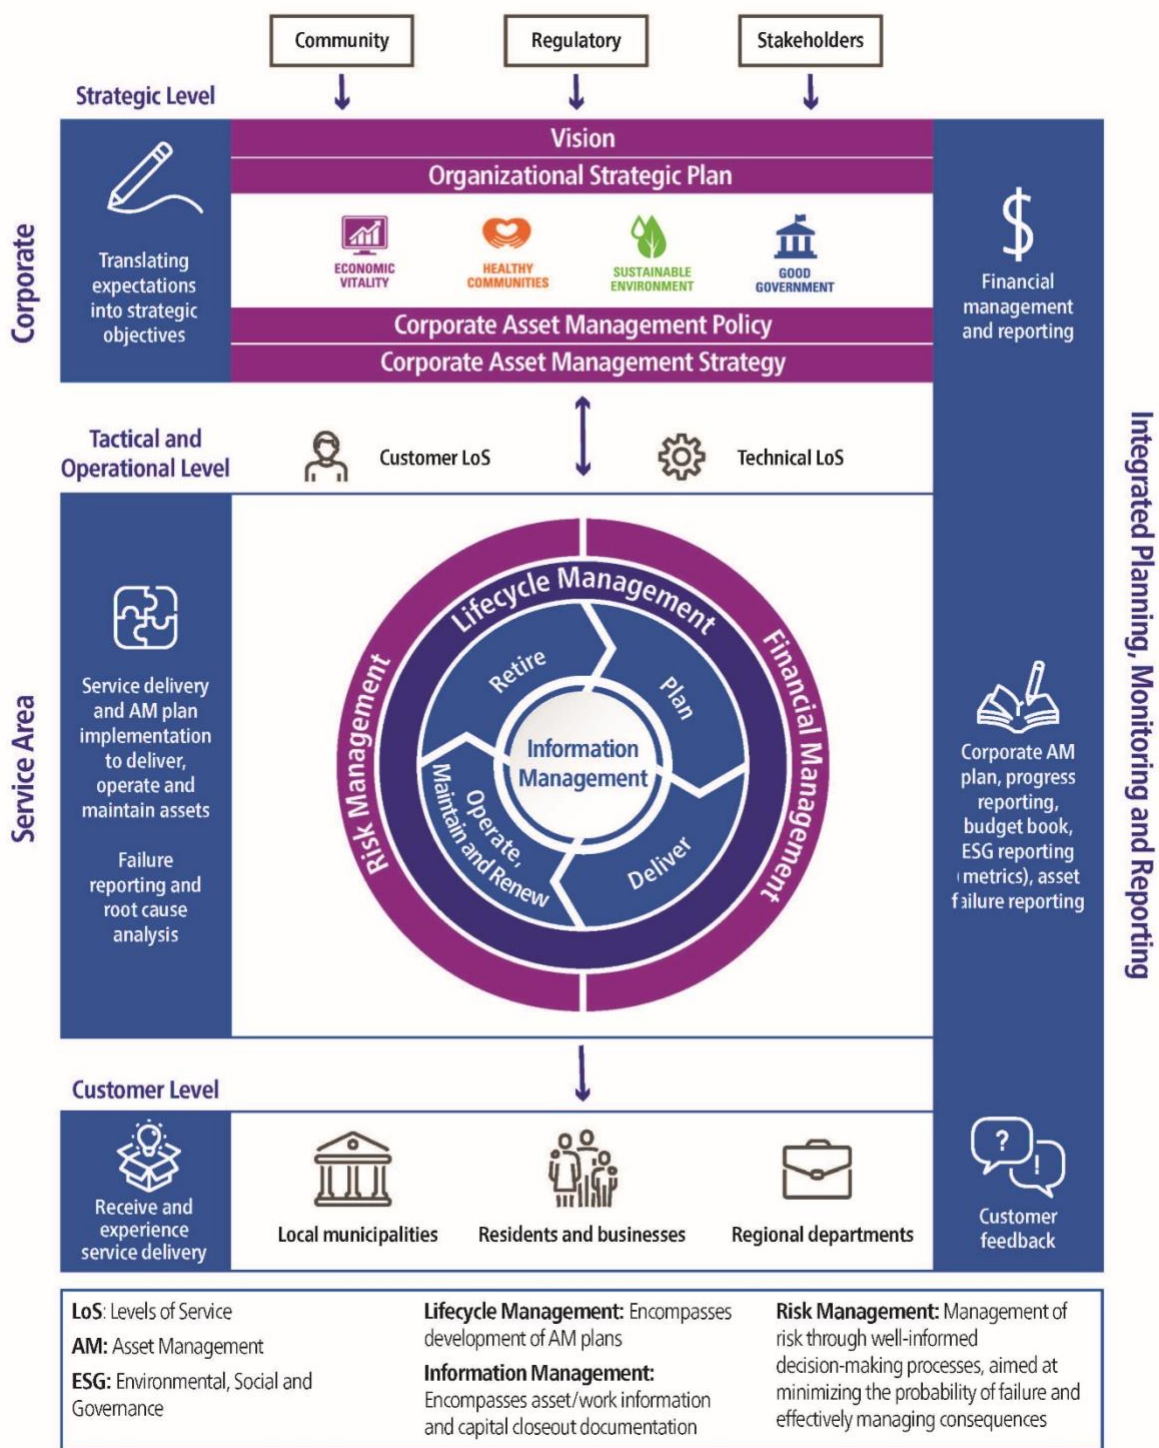 Community
Regulatory
Stakeholders
Strategic Level
Corporate
Translating
expectations
into strategic
objectives
Vision
Organizational Strategic Plan
ECONOMIC
VITALITY
HEALTHY
COMMUNITIES
SUSTAINABLE
ENVIRONMENT
GOOD
GOVERNMENT
Corporate Asset Management Policy
Corporate Asset Management Strategy
$
Financial
management
and reporting
Tactical and
Operational Level
Customer LoS
Technical LoS
Integrated Planning, Monitoring and Reporting
Service Area
Service delivery
and AM plan
implementation
to deliver,
operate and
maintain assets
Failure
reporting and
root cause
analysis
Risk Management
Lifecycle Management
Financial Management
Retire
Plan
Information
Management
Operate,
Maintain and Renew
Deliver
Corporate AM
plan, progress
reporting,
budget book,
ESG reporting
(metrics), asset
failure reporting
Customer Level
Receive and
experience
service delivery
Local municipalities
Residents and businesses
Regional departments
?
!
Customer
feedback
LoS: Levels of Service
AM: Asset Management
ESG: Environmental, Social and
Governance
Lifecycle Management: Encompasses
development of AM plans
Information Management:
Encompasses asset/work information
and capital closeout documentation
Risk Management: Management of
risk through well-informed
decision-making processes, aimed at
minimizing the probability of failure and
effectively managing consequences